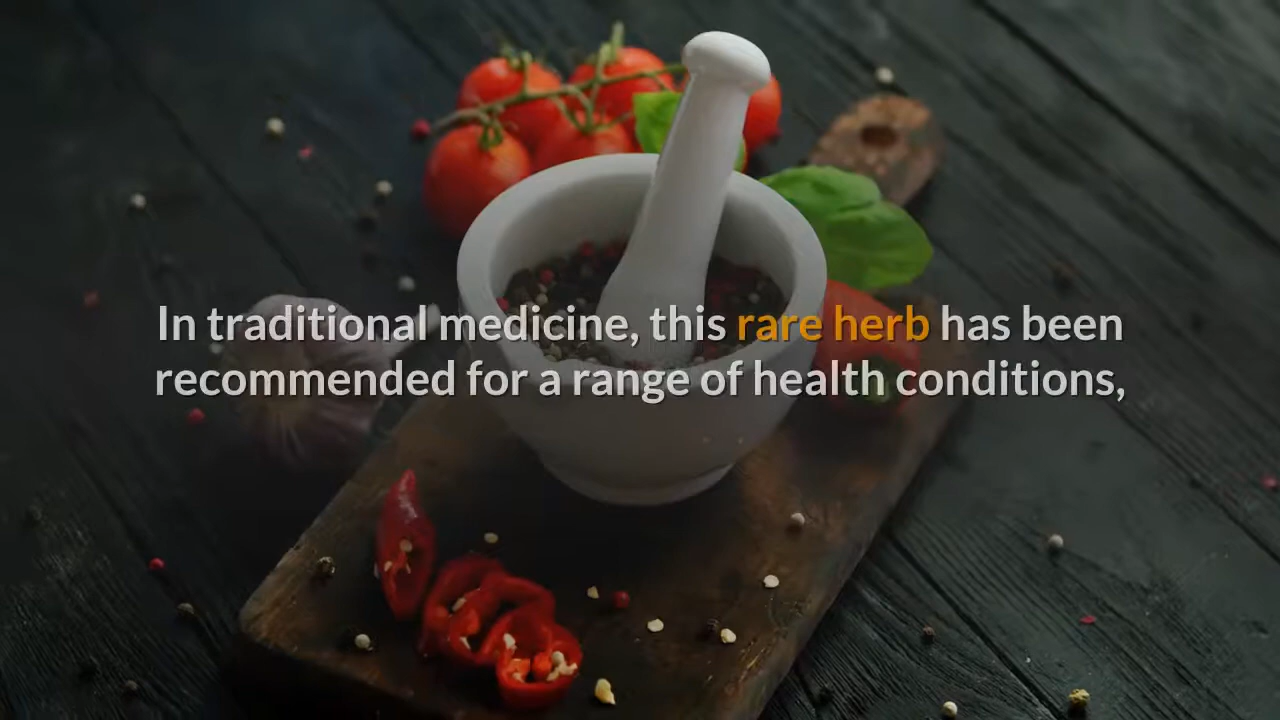 In traditional medicine, this rare herb has been
recommended for a range of health conditions,